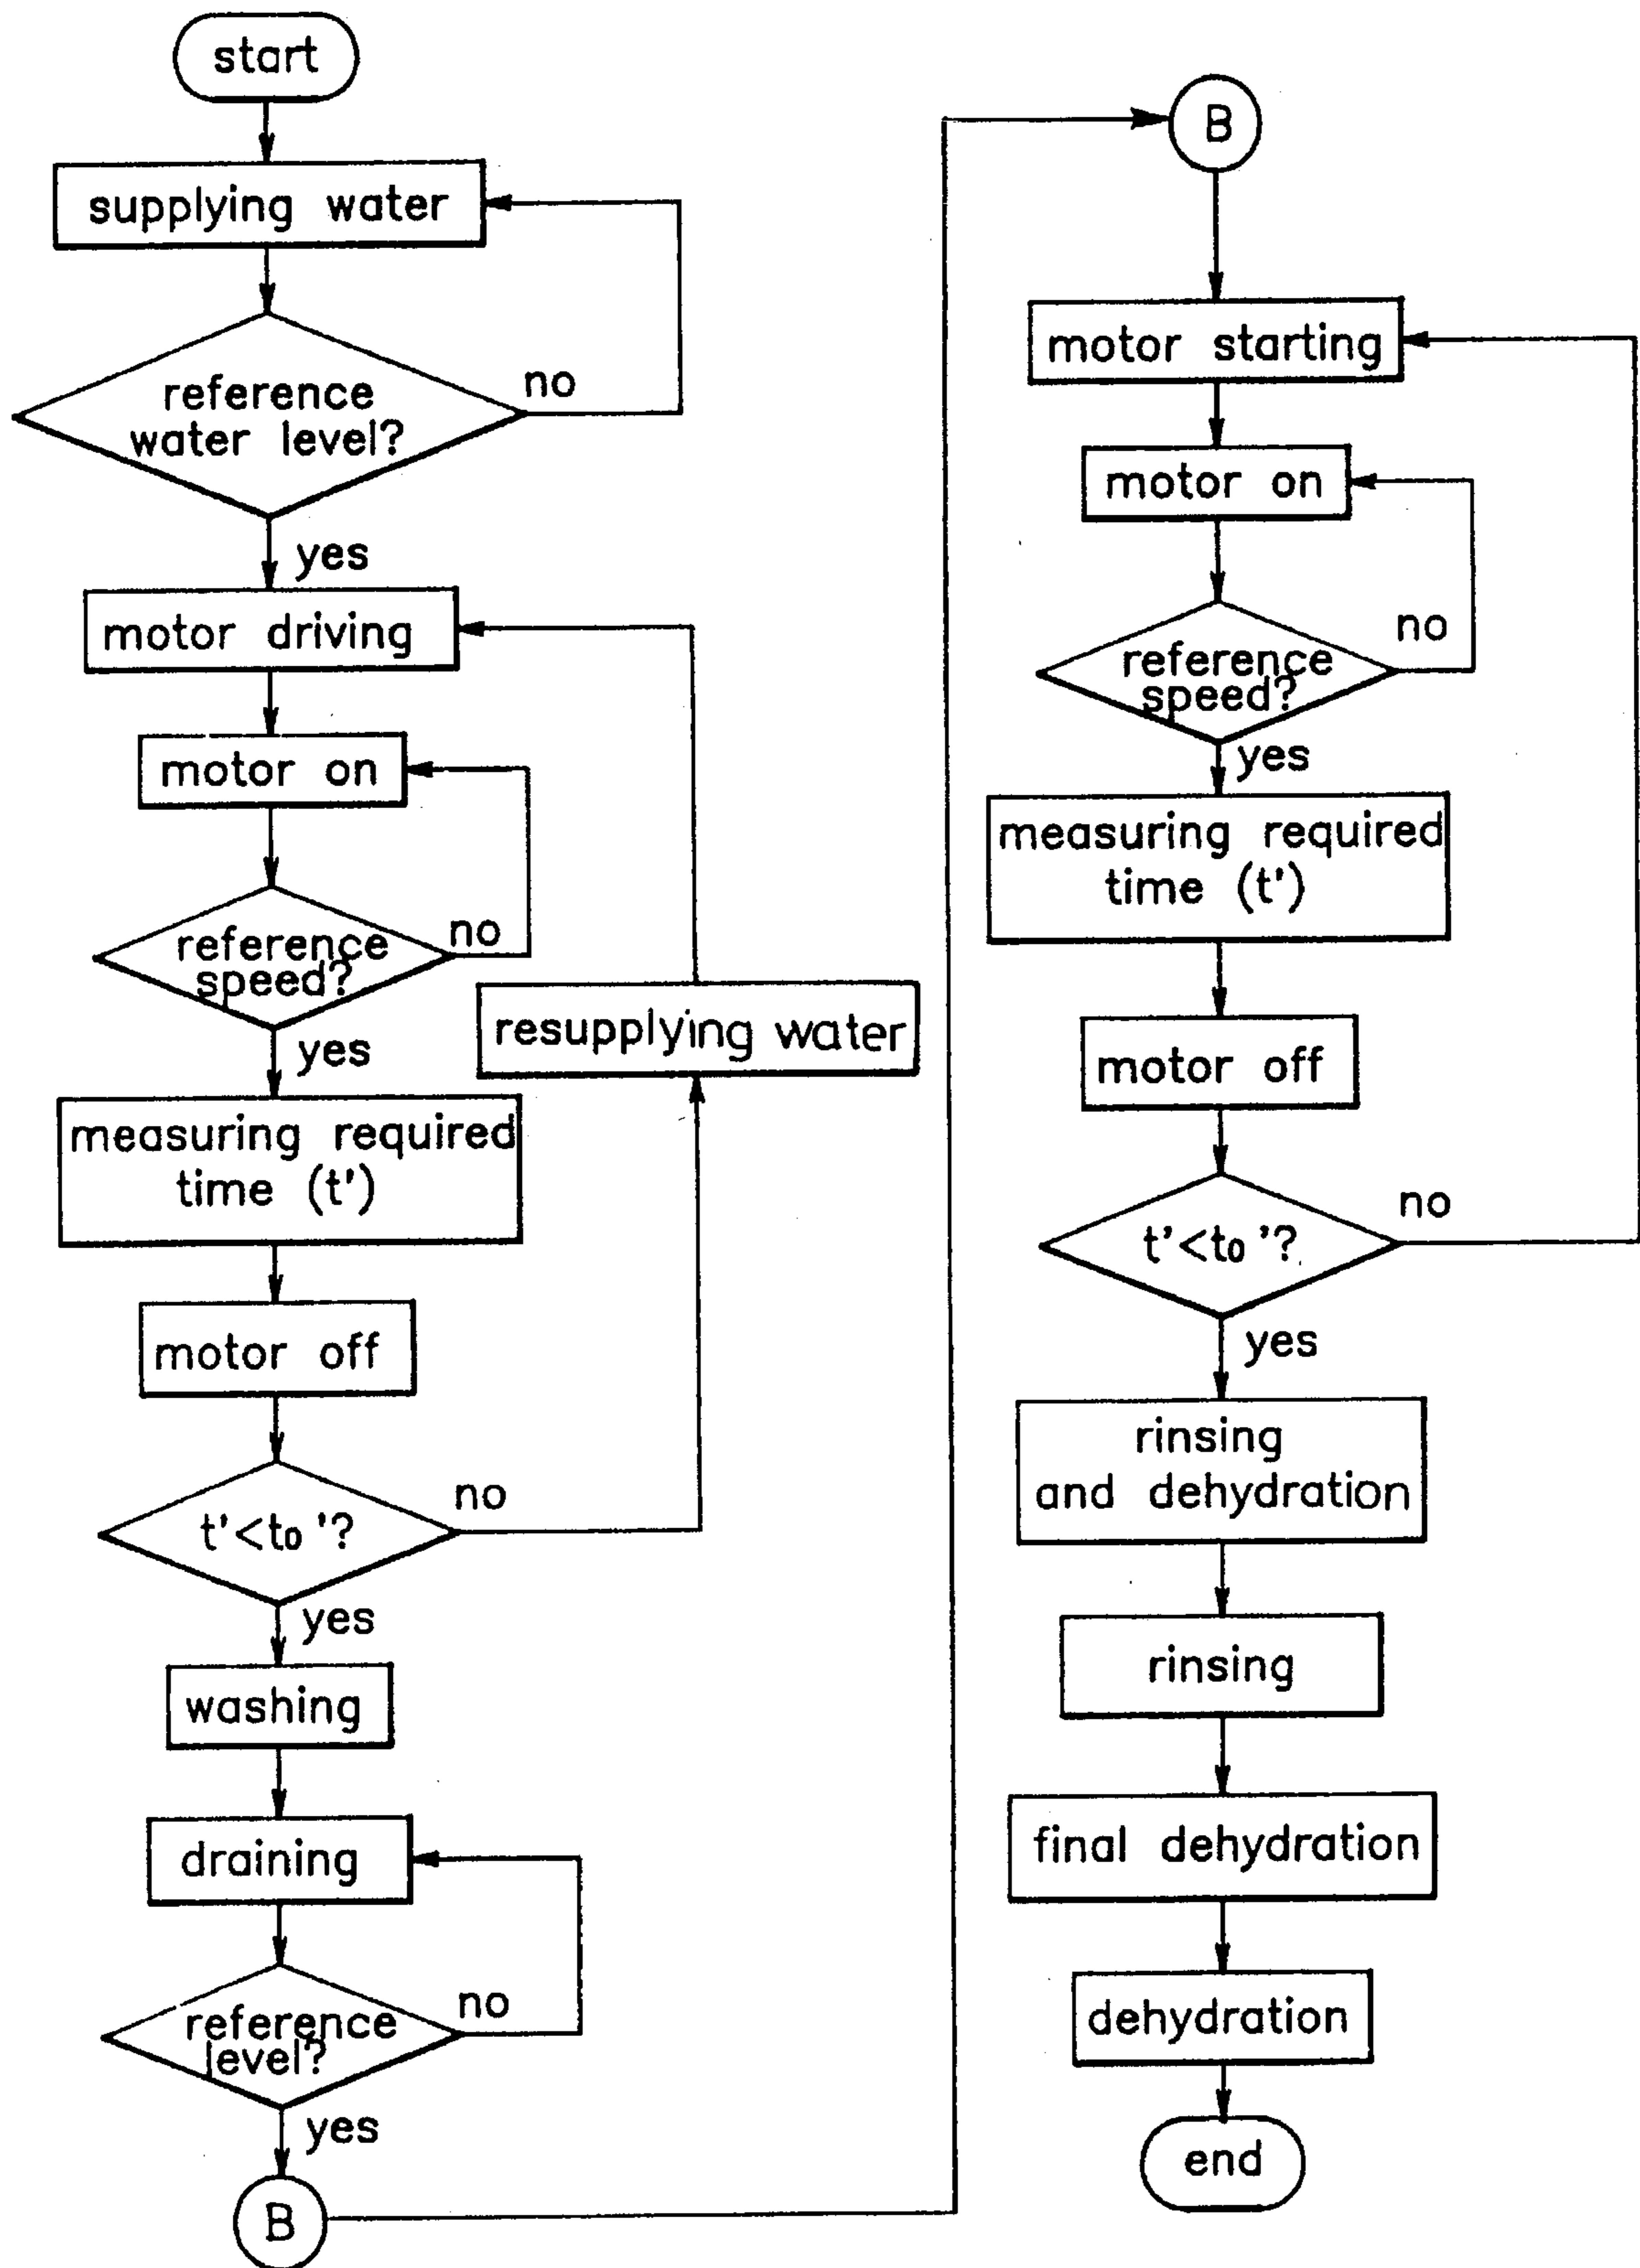 start
supplying water
no
reference
water level?
yes
motor driving
motor on
no
reference
speed?
yes
resupplying water
measuring required
time (t')
motor off
no
t'<t0'?
yes
washing
draining
no
reference
level?
yes
B
B
motor starting
motor on
no
reference
speed?
yes
measuring required
time (t')
motor off
no
t'<t0'?
yes
rinsing
and dehydration
rinsing
final dehydration
dehydration
end